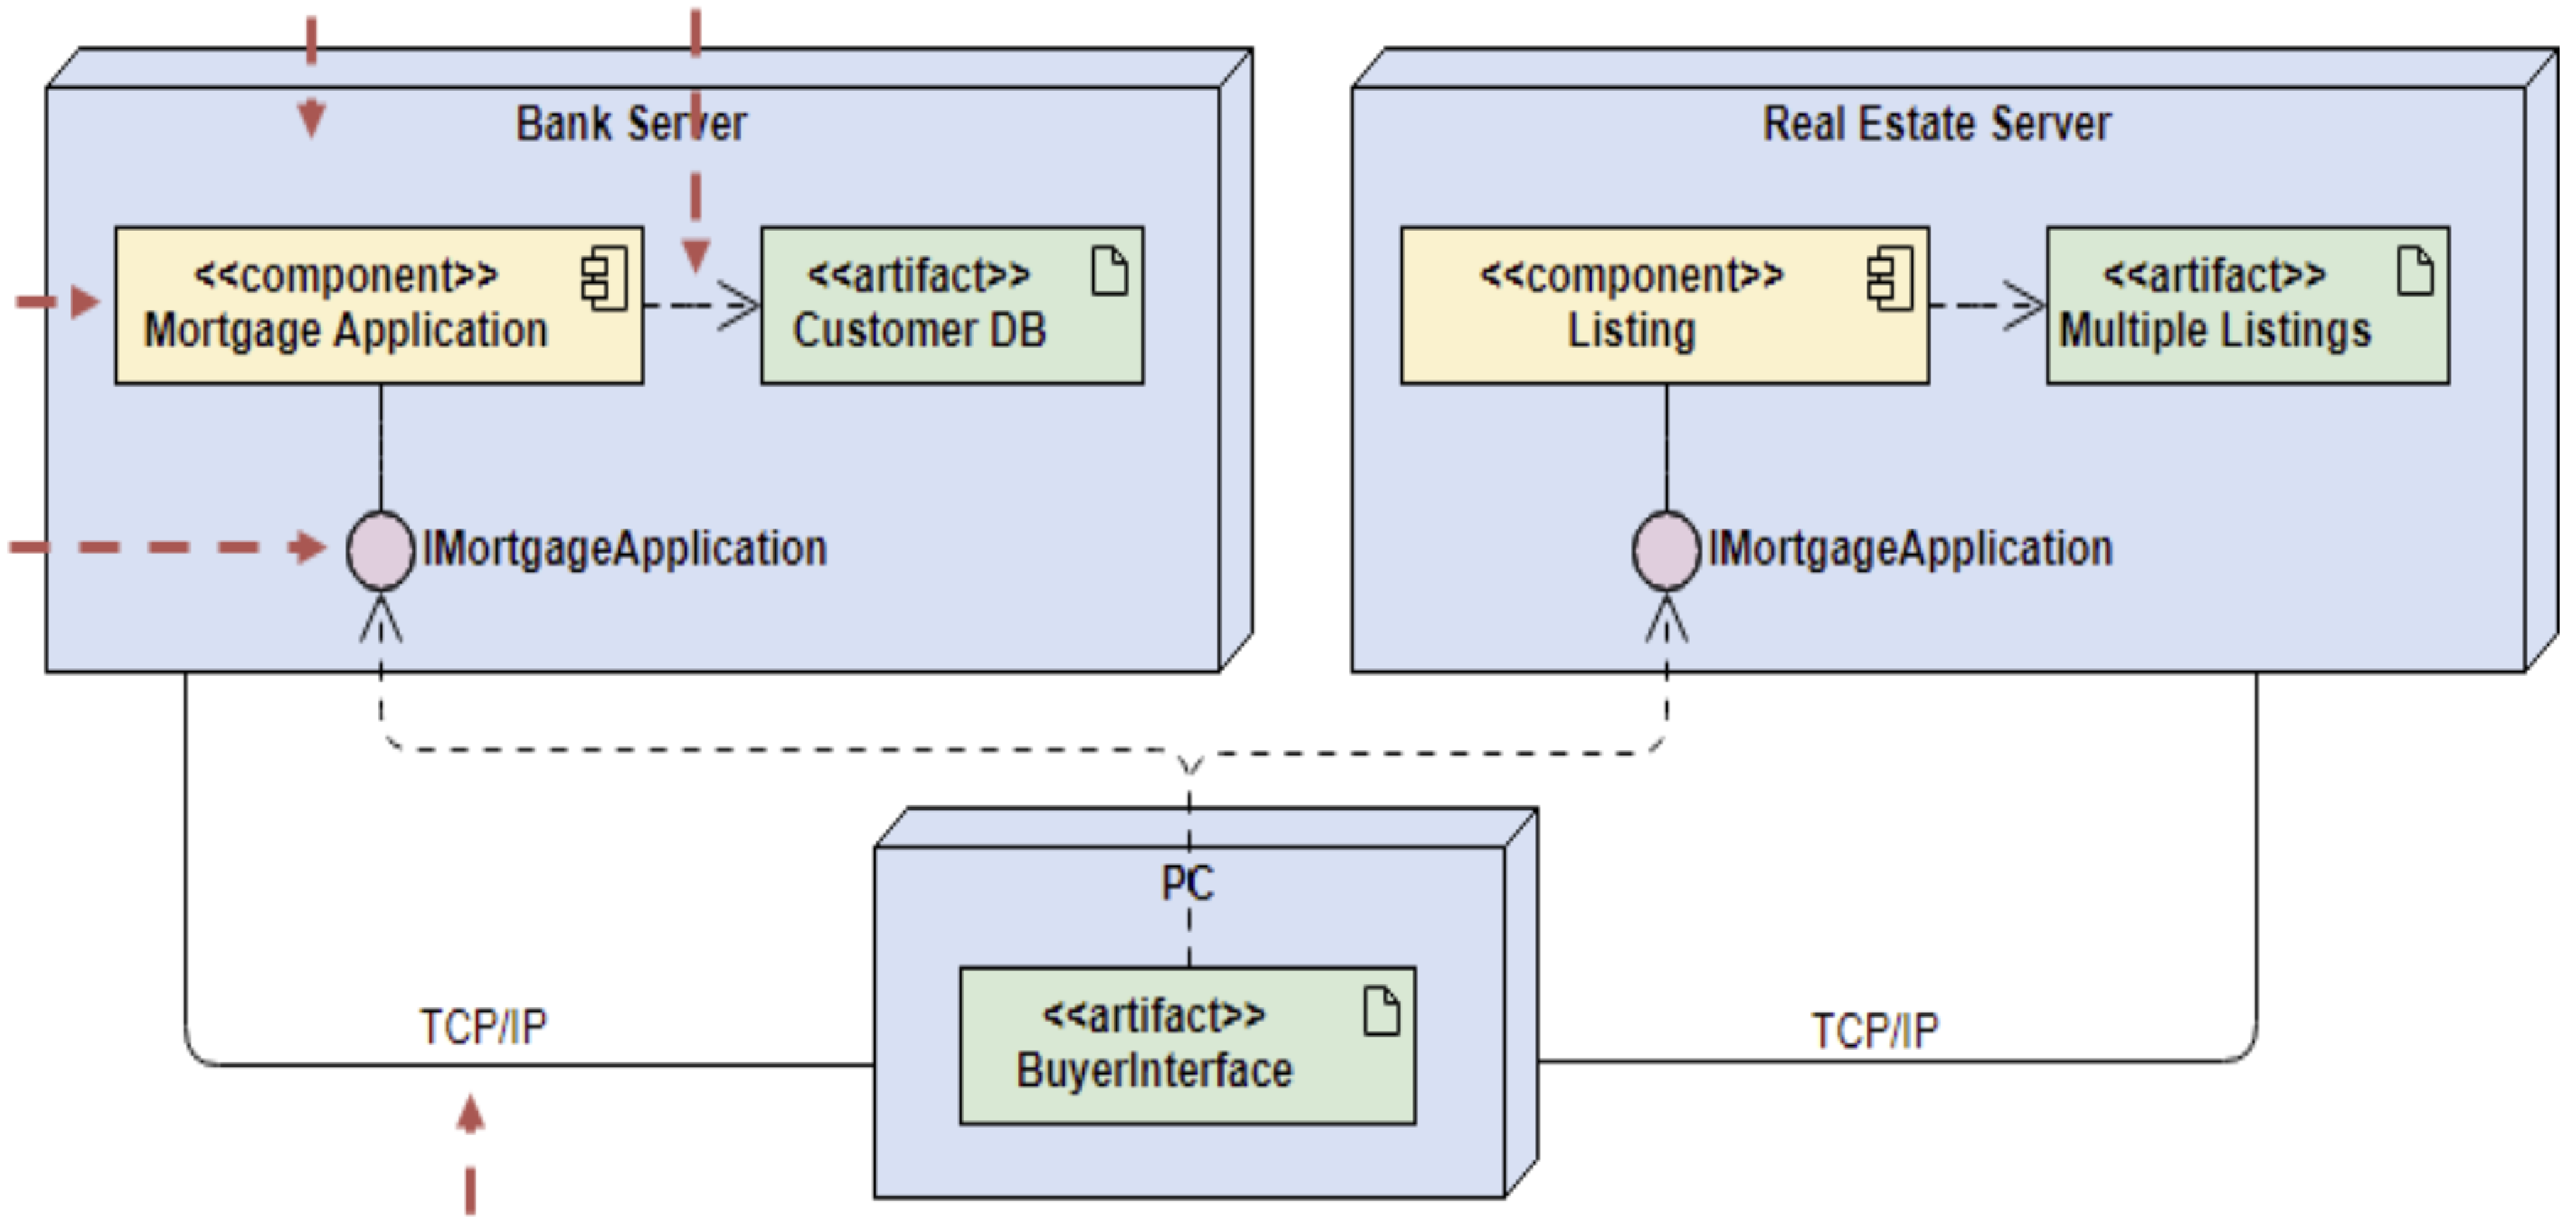 Bank Server
<<component>>
Mortgage Application
<<artifact>>
Customer DB
IMortgageApplication
Real Estate Server
<<component>>
Listing
<<artifact>>
Multiple Listings
IMortgageApplication
PC
<<artifact>>
BuyerInterface
TCP/IP
TCP/IP